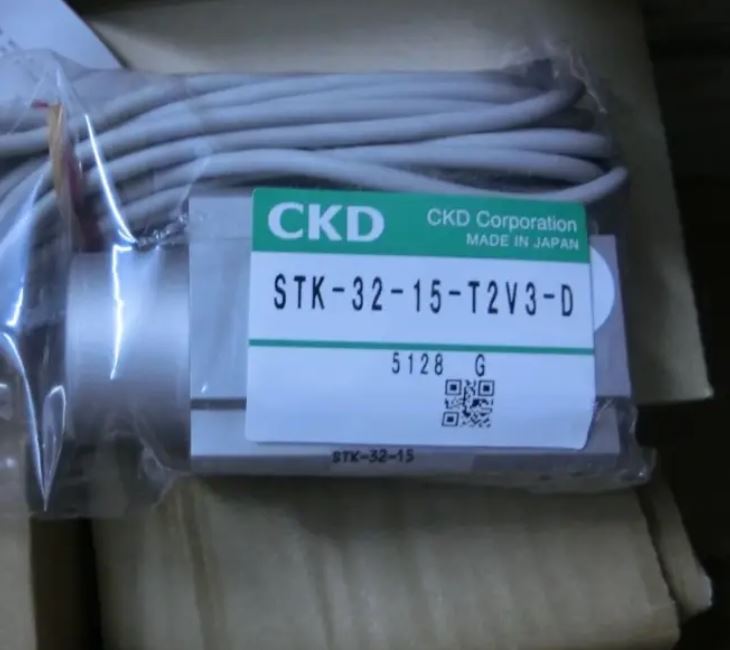 CKD
CKD Corporation
MADE IN JAPAN
STK-32-15-T2V3-D
5128 G
STK-32-15